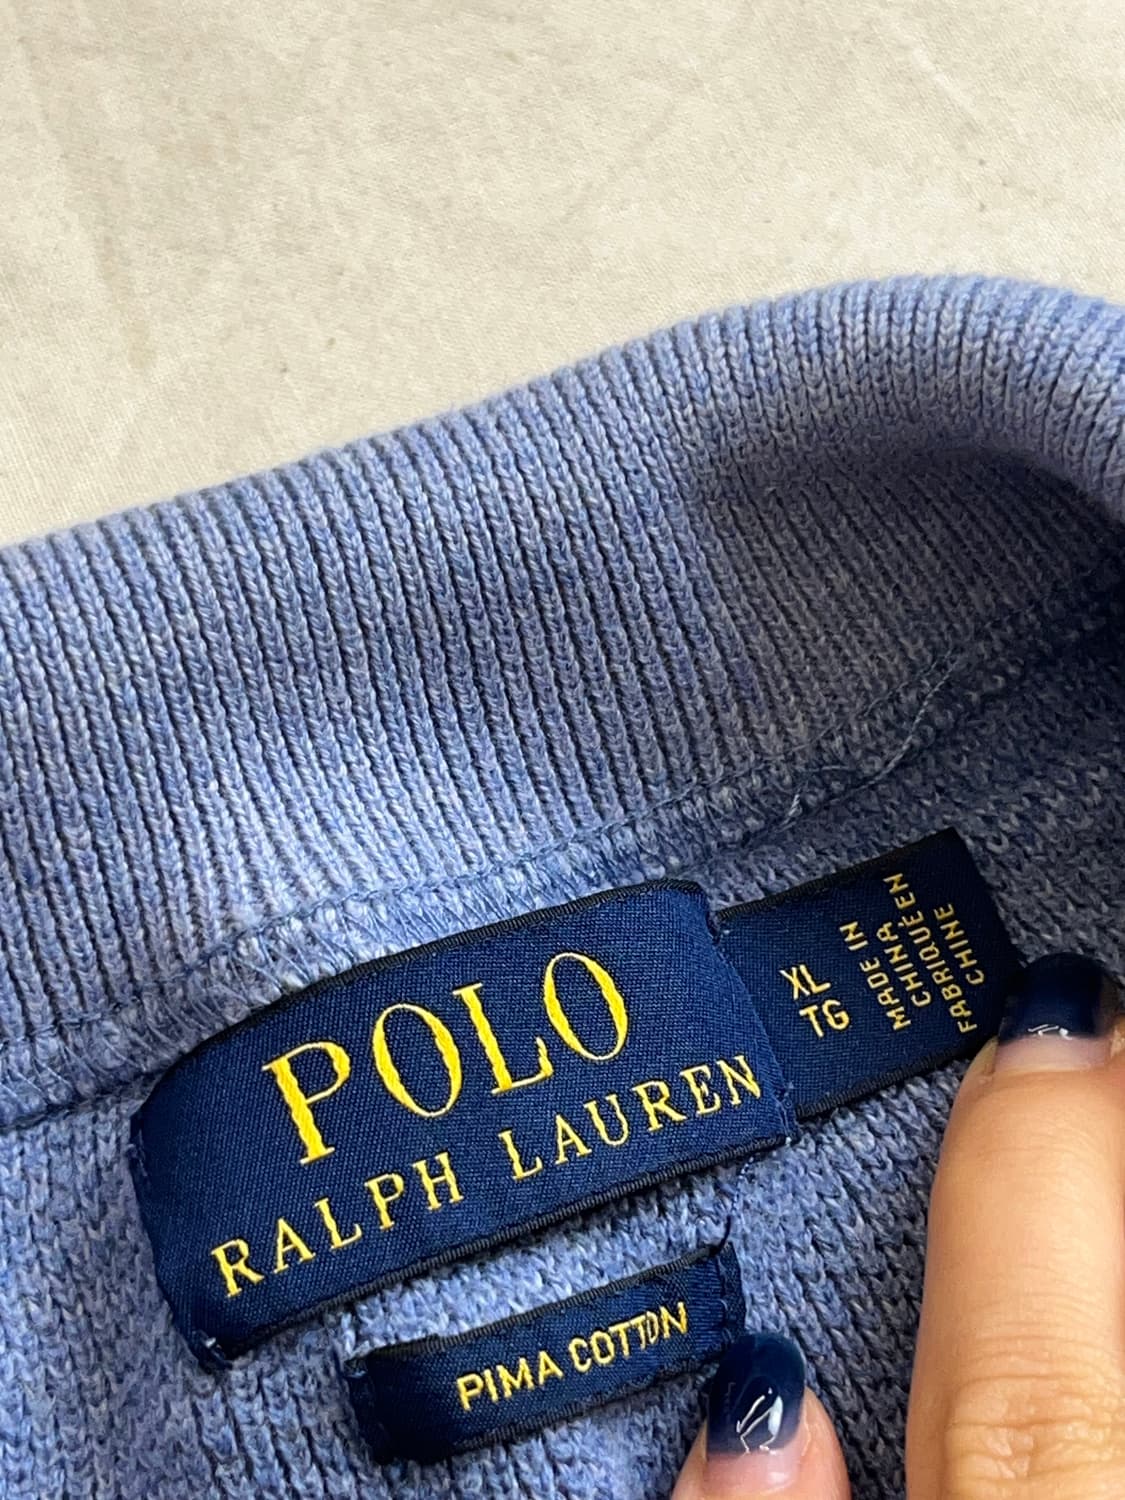 POLO
RALPH LAUREN
PIMA COTTON
XL
TG
MADE IN
CHINA
FABRIQUÉ EN
CHINE